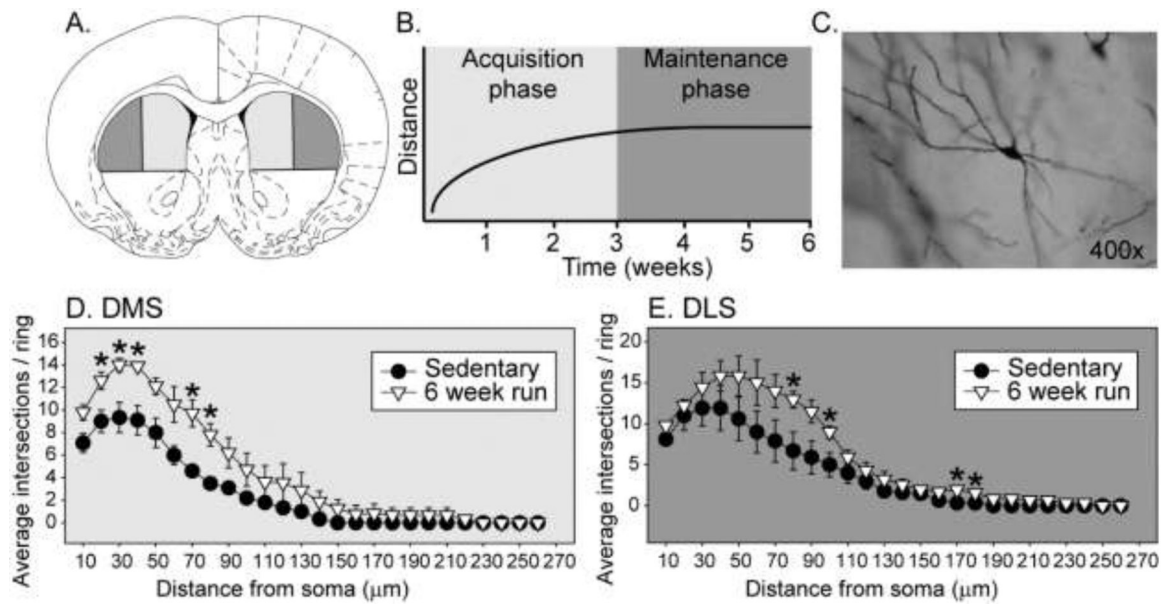 A.
B.
Acquisition
phase
Maintenance
phase
Distance
1 2 3 4 5 6
Time (weeks)
C.
400x
D. DMS
Average intersections / ring
16
14
12
10
8
6
4
2
0
* * * * *
Sedentary
6 week run
10 30 50 70 90 110 130 150 170 190 210 230 250 270
Distance from soma (μm)
E. DLS
Average intersections / ring
20
15
10
5
0
* * * *
Sedentary
6 week run
10 30 50 70 90 110 130 150 170 190 210 230 250 270
Distance from soma (μm)